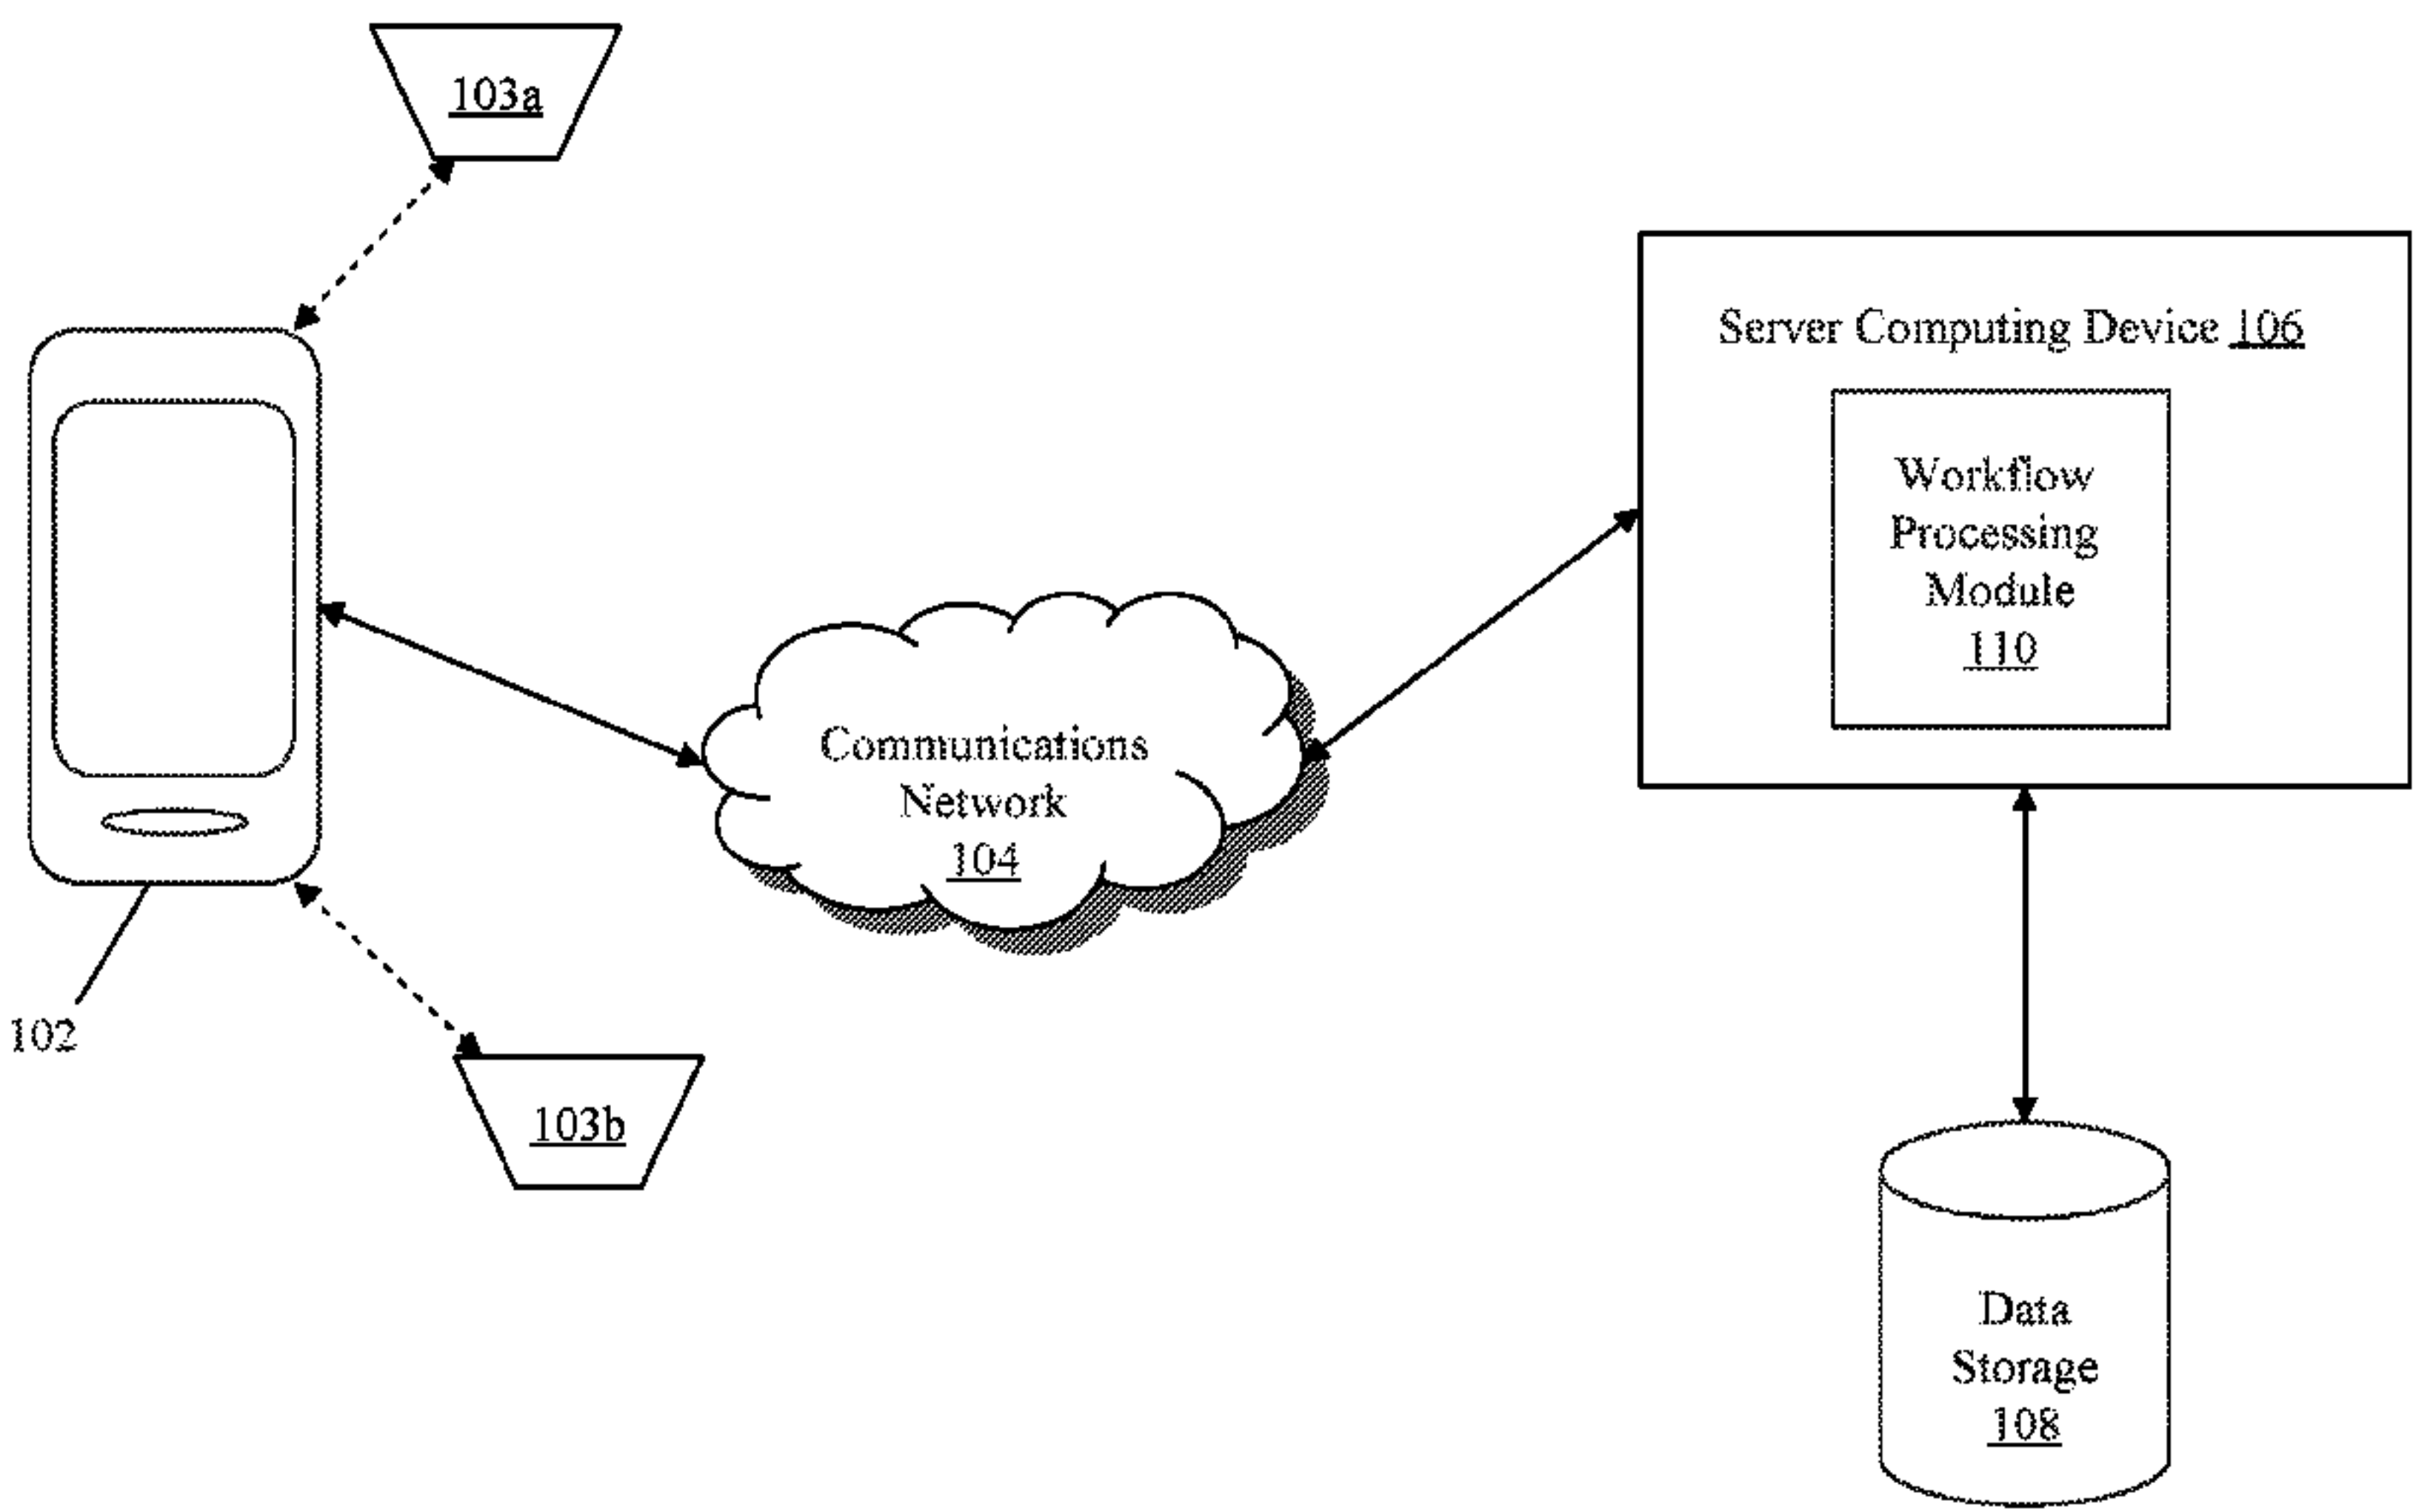 103a
Server Computing Device 106
Workflow
Processing
Module
110
Communications
Network
104
102
103b
Data
Storage
108